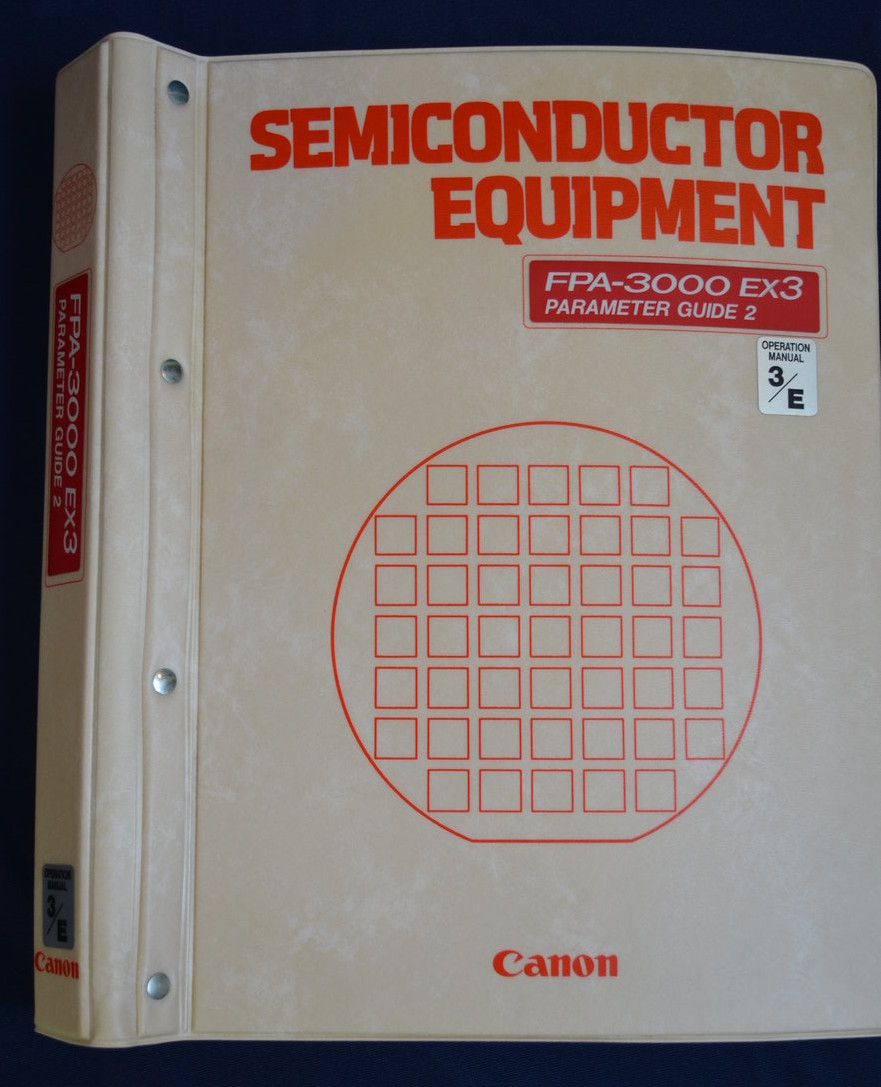 SEMICONDUCTOR
EQUIPMENT
FPA-3000 EX3
PARAMETER GUIDE 2
OPERATION
MANUAL
3/E
Canon
FPA-3000 EX3
PARAMETER GUIDE 2
OPERATION
MANUAL
3/E
Canon